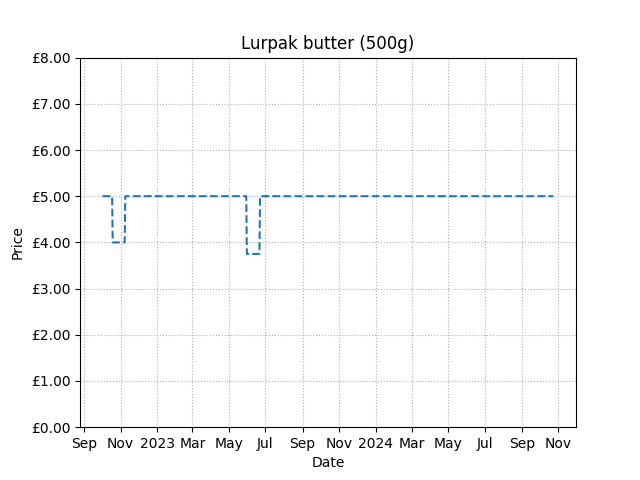 Lurpak butter (500g)
£8.00
£7.00
£6.00
£5.00
£4.00
£3.00
£2.00
£1.00
£0.00
Price
Sep Nov 2023 Mar May Jul Sep Nov 2024 Mar May Jul Sep Nov
Date